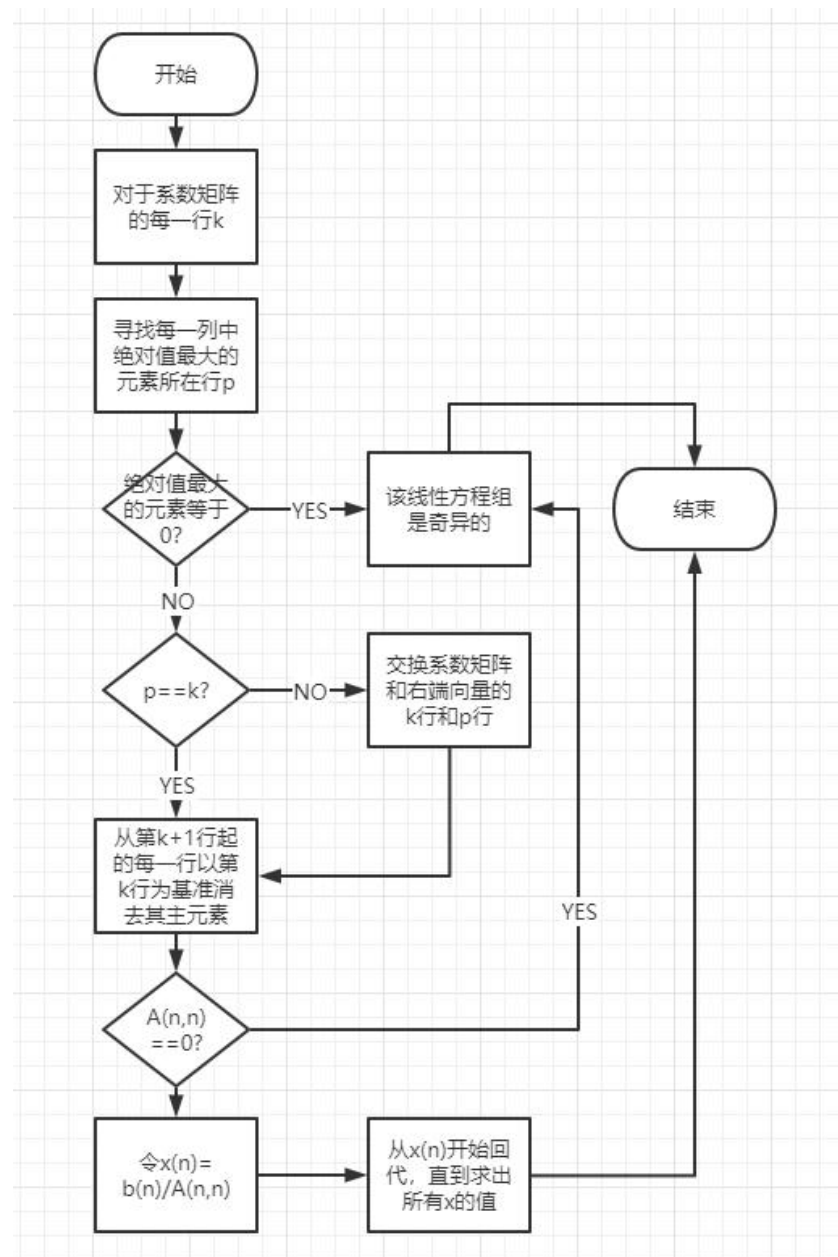 开始
对于系数矩阵
的每一行k
寻找每一列中
绝对值最大的
元素所在行p
绝对值最大
的元素等于
0?
YES
该线性方程组
是奇异的
结束
NO
p==k?
NO
交换系数矩阵
和右端向量的
k行和p行
YES
从第k+1行起
的每一行以第
k行为基准消
去其主元素
YES
A(n,n)
==0?
令x(n)=
b(n)/A(n,n)
从x(n)开始回
代，直到求出
所有x的值